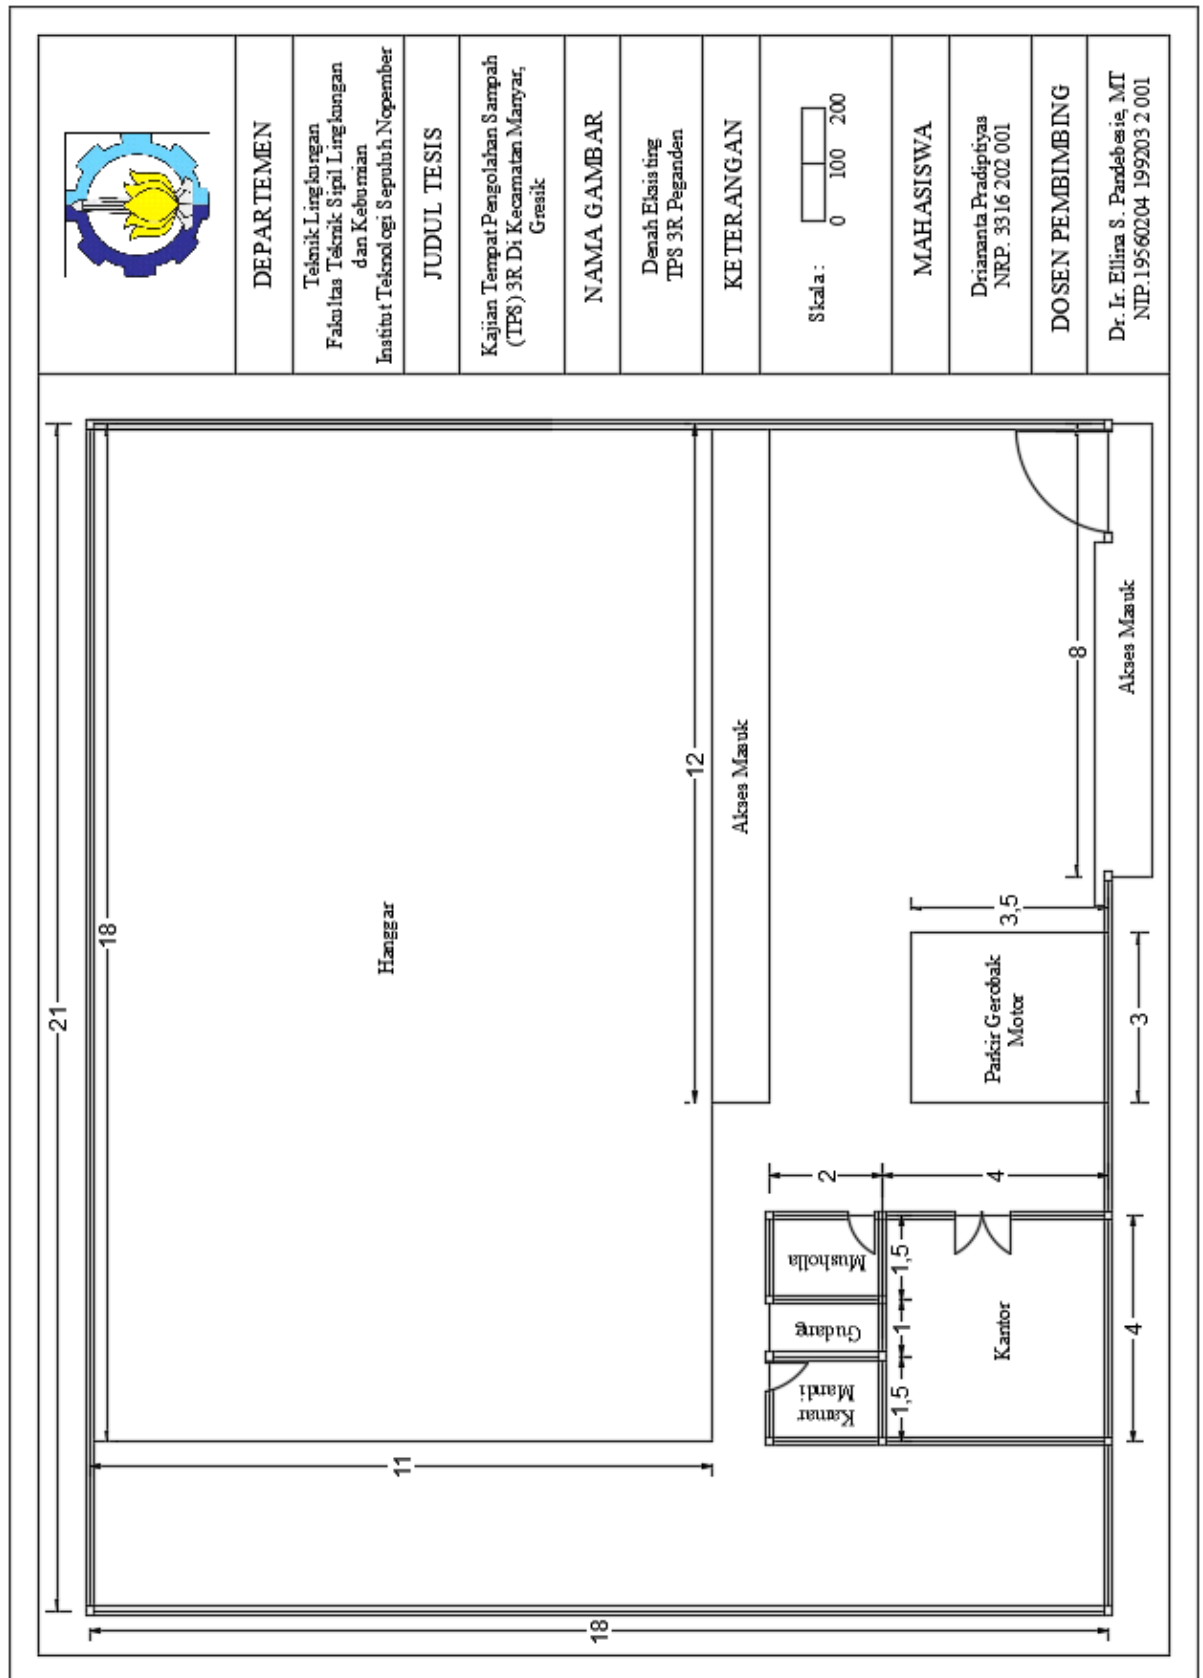 DEPARTEMEN
Teknik Lingkungan
Fakultas Teknik Sipil Lingkungan
dan Kebumian
Institut Teknologi Sepuluh Nopember
JUDUL TESIS
Kajian Tempat Pengolahan Sampah
(TPS) 3R Di Kecamatan Manyar,
Gresik
NAMA GAMBAR
Denah Eksisting
TPS 3R Peganden
KETERANGAN
Skala :
0 100 200
MAHASISWA
Driananta Pradiptiyas
NRP. 3316 202 001
DOSEN PEMBIMBING
Dr. Ir. Ellina S. Pandebesie, MT
NIP.19560204 199203 2 001
21
18
Hanggar
11
12
Akses Masuk
18
2
4
Musholla
Gudang
Kamar
Mandi
1,5
1
1,5
Kantor
4
Parkir Gerobak
Motor
3,5
3
8
Akses Masuk